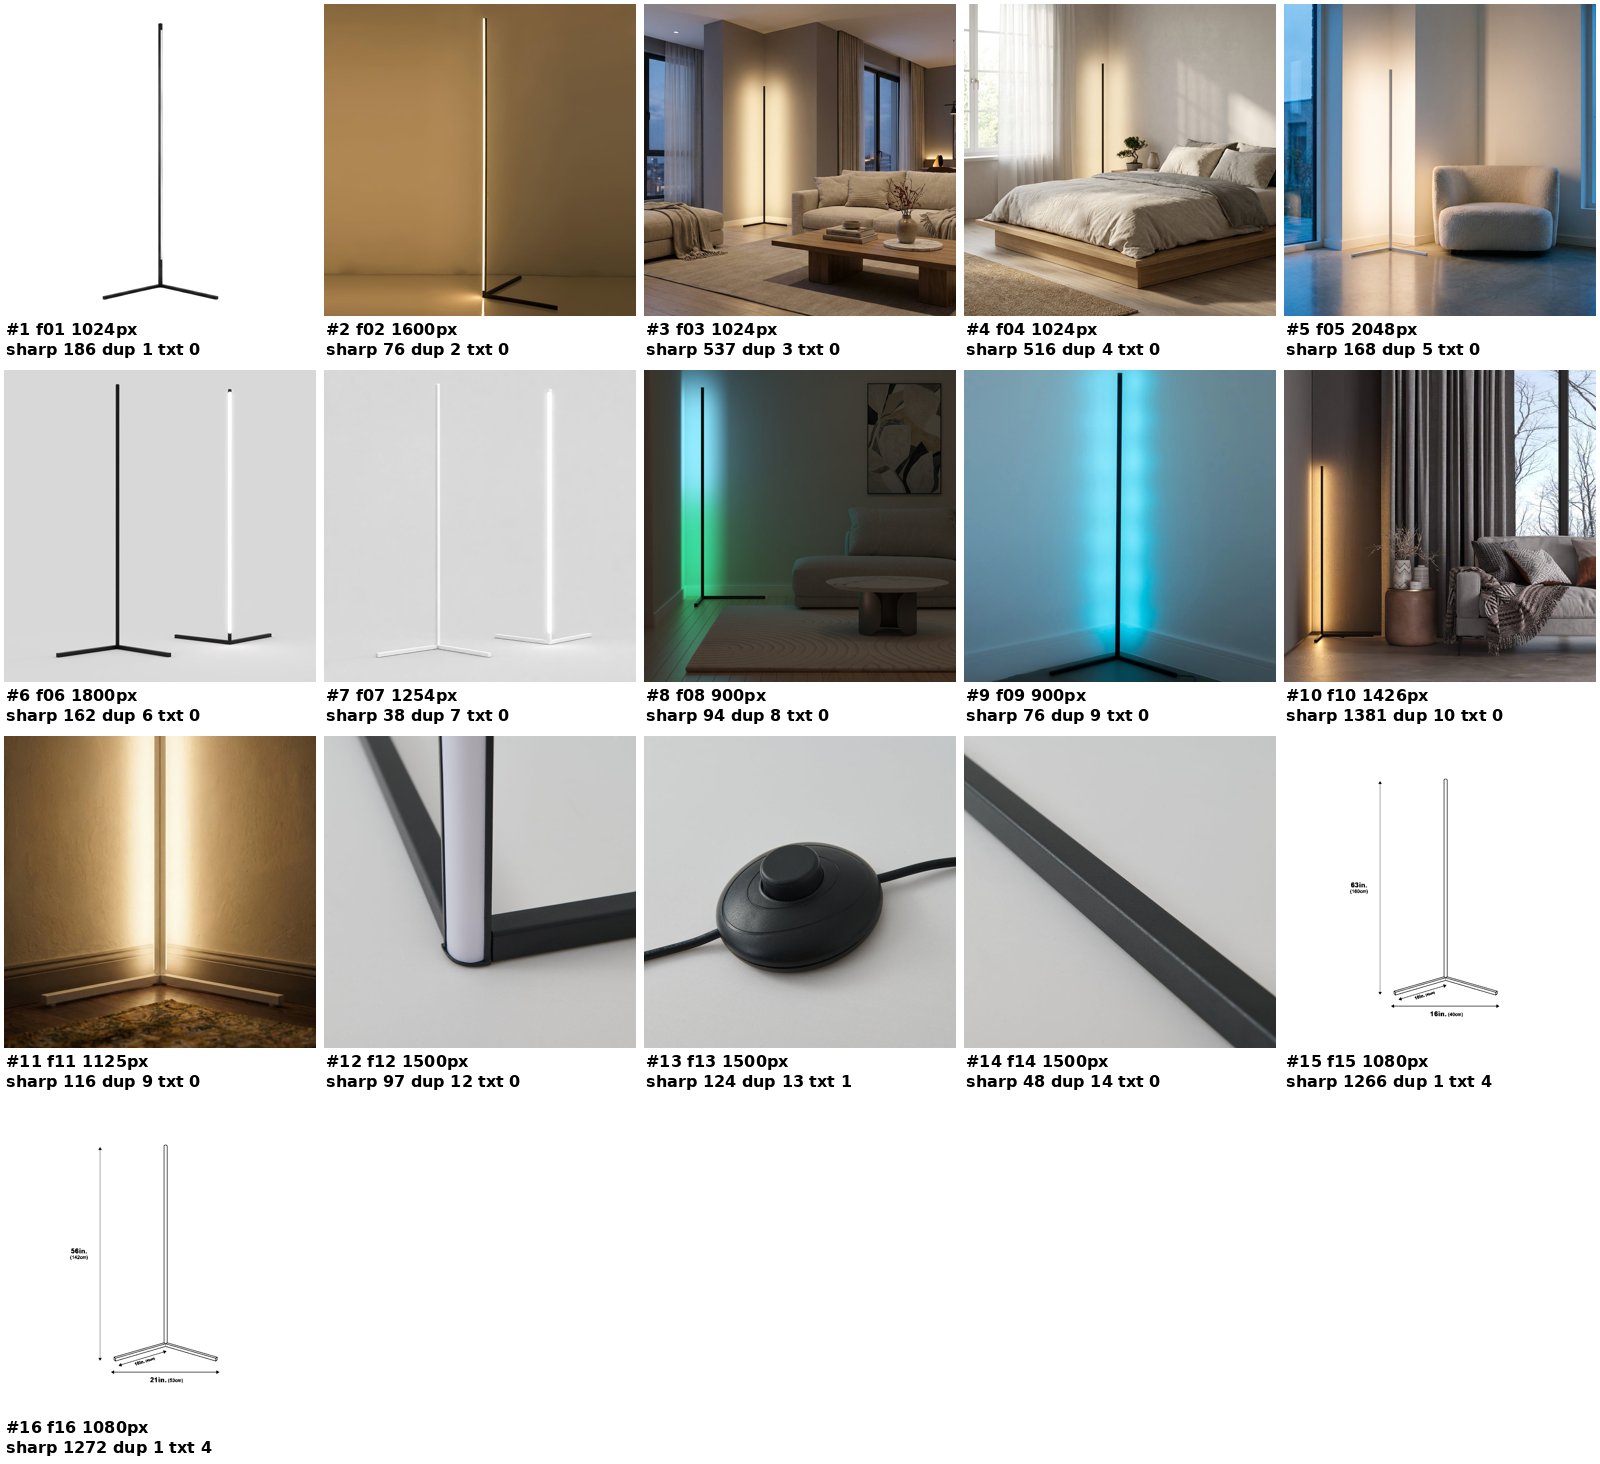 #1 f01 1024px
sharp 186 dup 1 txt 0
#2 f02 1600px
sharp 76 dup 2 txt 0
#3 f03 1024px
sharp 537 dup 3 txt 0
#4 f04 1024px
sharp 516 dup 4 txt 0
#5 f05 2048px
sharp 168 dup 5 txt 0
#6 f06 1800px
sharp 162 dup 6 txt 0
#7 f07 1254px
sharp 38 dup 7 txt 0
#8 f08 900px
sharp 94 dup 8 txt 0
#9 f09 900px
sharp 76 dup 9 txt 0
#10 f10 1426px
sharp 1381 dup 10 txt 0
#11 f11 1125px
sharp 116 dup 9 txt 0
#12 f12 1500px
sharp 97 dup 12 txt 0
#13 f13 1500px
sharp 124 dup 13 txt 1
#14 f14 1500px
sharp 48 dup 14 txt 0
63in.
(160cm)
16in. (40cm)
#15 f15 1080px
sharp 1266 dup 1 txt 4
56in.
(142cm)
21in. (53cm)
#16 f16 1080px
sharp 1272 dup 1 txt 4